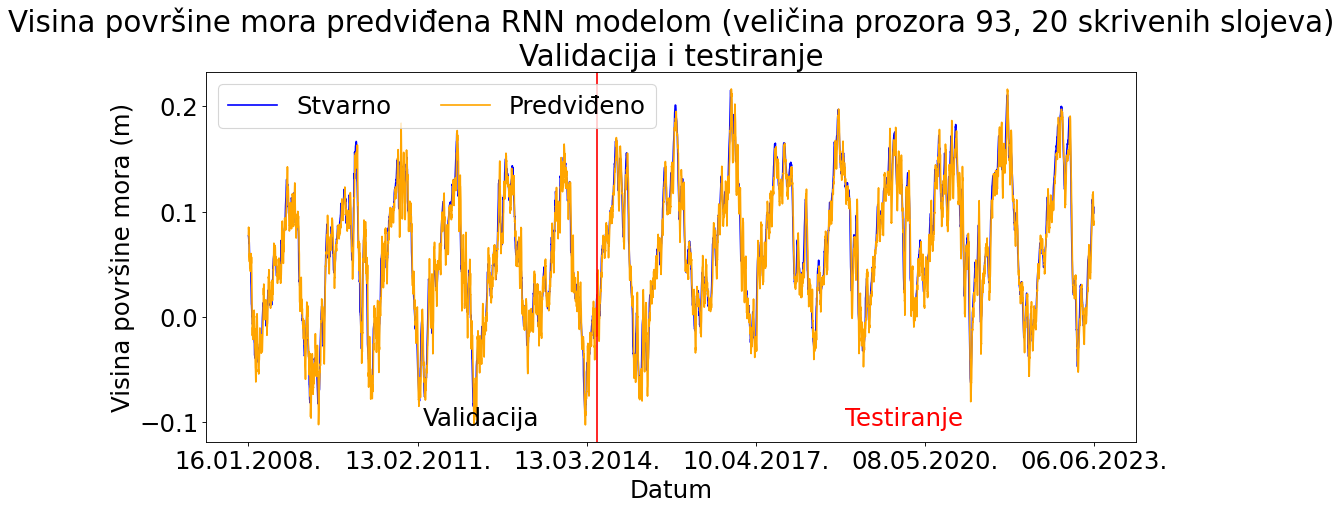 Visina površine mora predviđena RNN modelom (veličina prozora 93, 20 skrivenih slojeva)
Validacija i testiranje
Stvarno
Predviđeno
Visina površine mora (m)
0.2
0.1
0.0
−0.1
Validacija
Testiranje
16.01.2008.
13.02.2011.
13.03.2014.
10.04.2017.
08.05.2020.
06.06.2023.
Datum